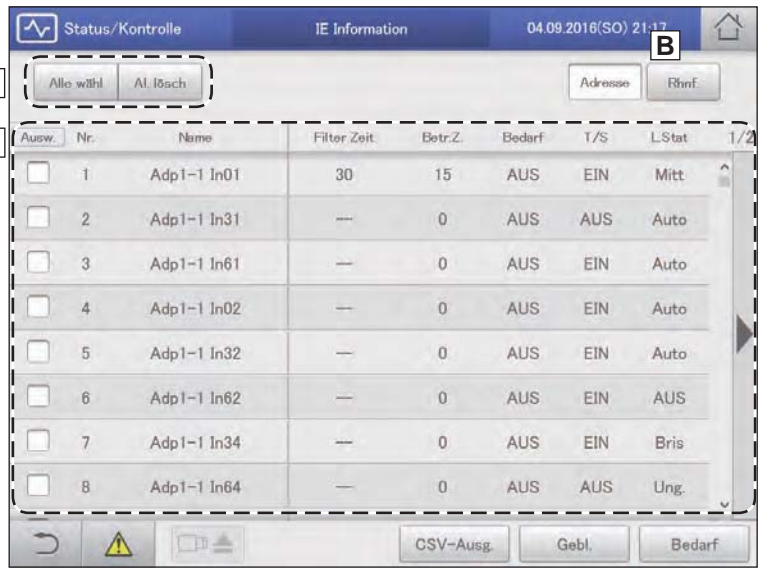 Status/Kontrolle IE Information 04.09.2016(SO) 21:17
B
Alle wähl Al. lösch Adresse Rhnf.
Ausw. Nr. Name Filter Zeit Betr.Z. Bedarf T/S L.Stat 1/2
1 Adp1-1 In01 30 15 AUS EIN Mitt
2 Adp1-1 In31 --- 0 AUS AUS Auto
3 Adp1-1 In61 --- 0 AUS EIN Auto
4 Adp1-1 In02 --- 0 AUS EIN Auto
5 Adp1-1 In32 --- 0 AUS EIN Auto
6 Adp1-1 In62 --- 0 AUS EIN AUS
7 Adp1-1 In34 --- 0 AUS EIN Bris
8 Adp1-1 In64 --- 0 AUS AUS Ung.
CSV-Ausg. Gebl. Bedarf